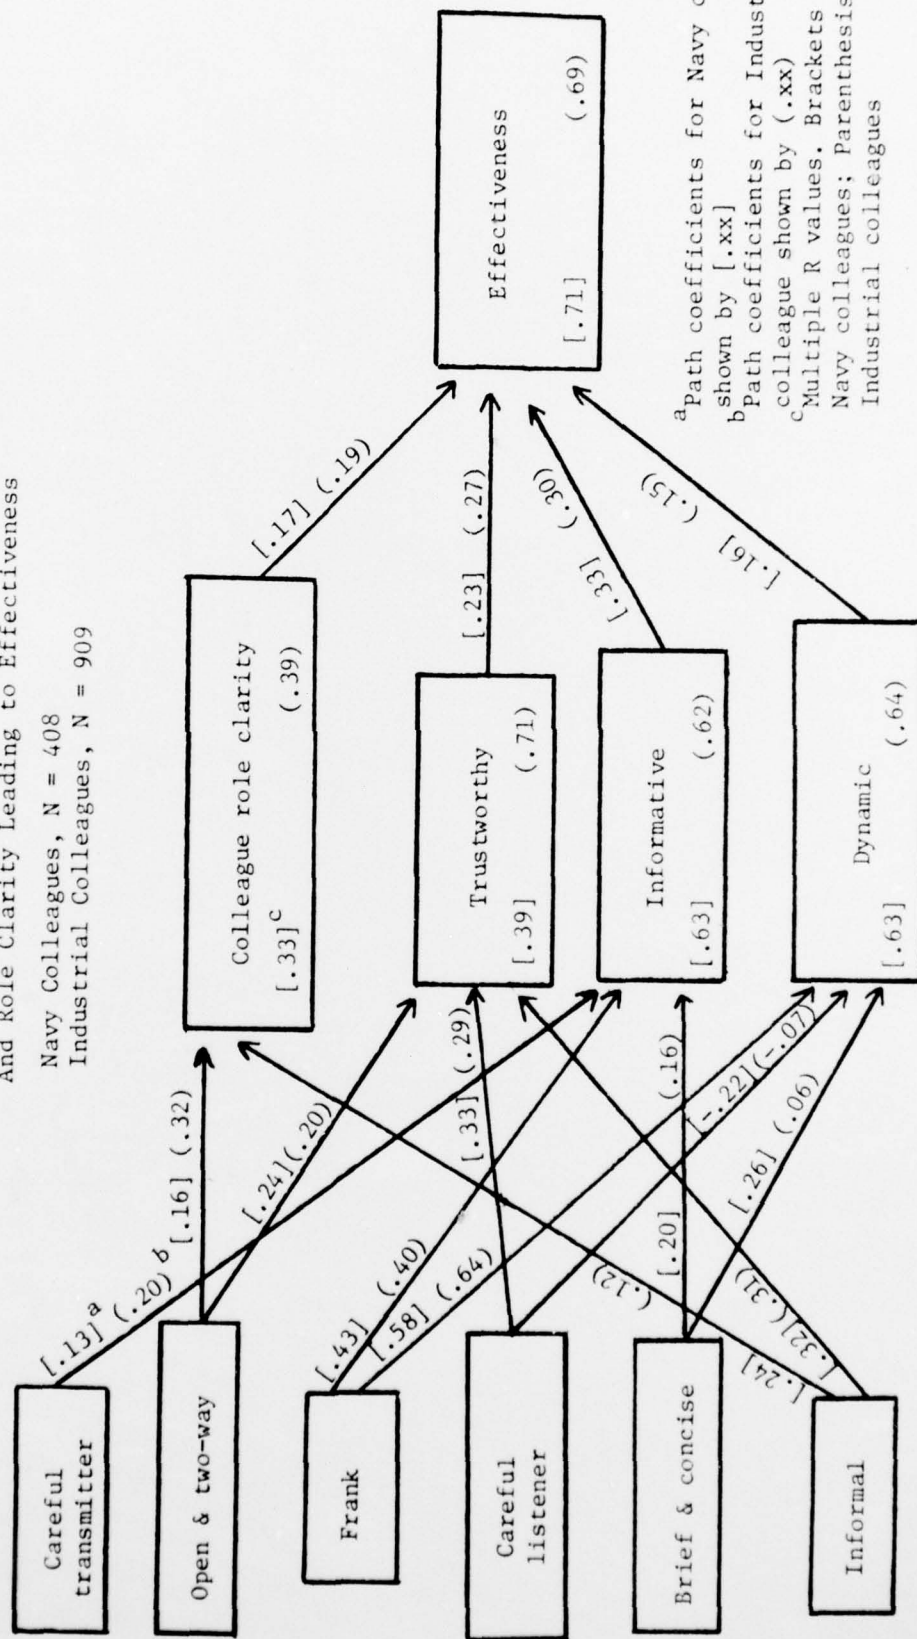 And Role Clarity Leading to Effectiveness
Navy Colleagues, N = 408
Industrial Colleagues, N = 909
Careful
transmitter
Open & two-way
Frank
Careful
listener
Brief & concise
Informal
[.13]a (.20)
b [.16] (.32)
[.24](.20)
[.43] (.40)
[.58] (.64)
[.33] (.29)
[-.22](-.07)
[.20] (.16)
[.26] (.06)
[.24] (.12)
[.32](.31)
Colleague role clarity
[.33]c (.39)
Trustworthy
[.39] (.71)
Informative
[.63] (.62)
Dynamic
[.63] (.64)
[.17] (.19)
[.23] (.27)
[.33] (.30)
[.16] (.15)
Effectiveness
[.71] (.69)
aPath coefficients for Navy
shown by [.xx]
bPath coefficients for
colleague shown by (.xx)
cMultiple R values. Brackets
Navy colleagues; Parenthesis
Industrial colleagues